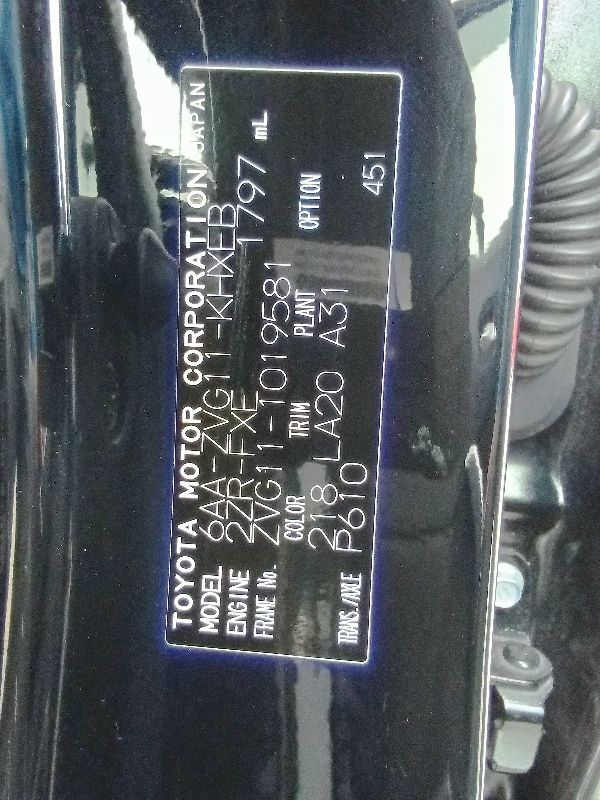 TOYOTA MOTOR CORPORATION JAPAN
MODEL 6AA-ZVG11-KHXEB
ENGINE 2ZR-FXE 1797 mL
FRAME No. ZVG11-1019581
COLOR TRIM PLANT OPTION
218 LA20 A31
TRANS./AXLE P610 451